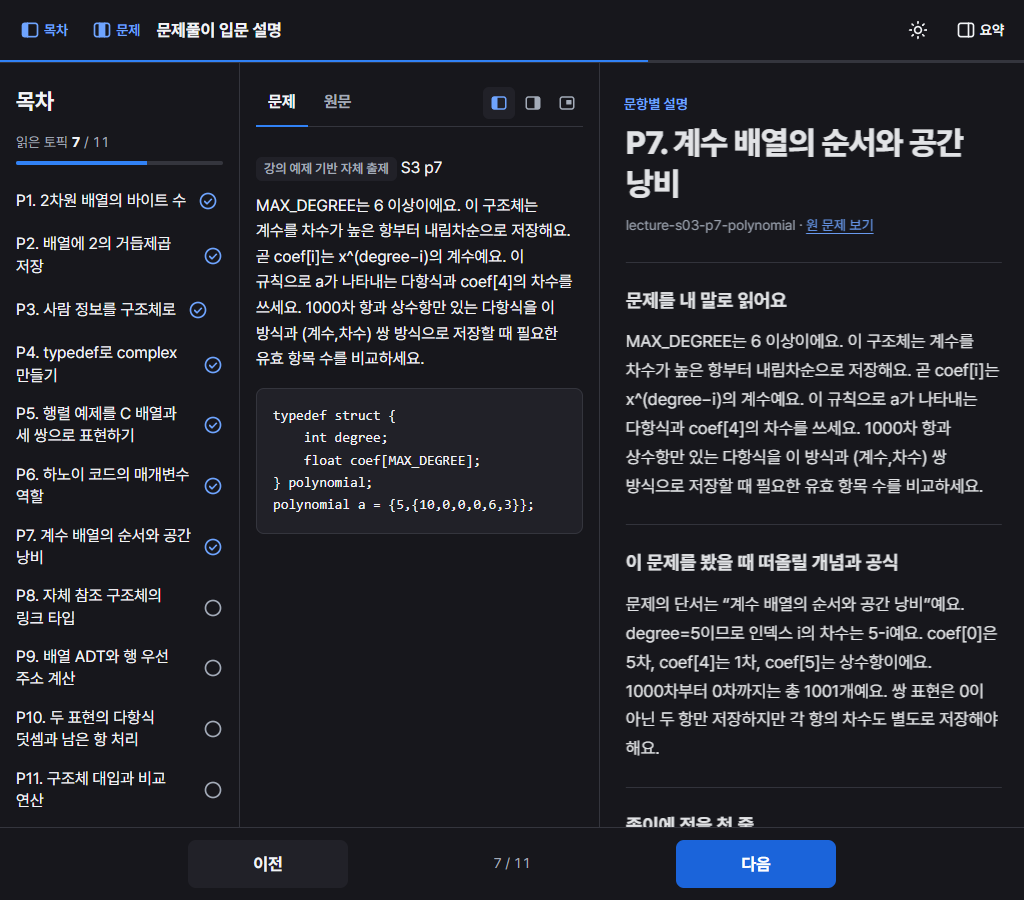 목차
문제
문제풀이 입문 설명
요약
목차
읽은 토픽 7 / 11
P1. 2차원 배열의 바이트 수
P2. 배열에 2의 거듭제곱
저장
P3. 사람 정보를 구조체로
P4. typedef로 complex
만들기
P5. 행렬 예제를 C 배열과
세 쌍으로 표현하기
P6. 하노이 코드의 매개변수
역할
P7. 계수 배열의 순서와 공간
낭비
P8. 자체 참조 구조체의
링크 타입
P9. 배열 ADT와 행 우선
주소 계산
P10. 두 표현의 다항식
덧셈과 남은 항 처리
P11. 구조체 대입과 비교
연산
문제
원문
강의 예제 기반 자체 출제 S3 p7
MAX_DEGREE는 6 이상이에요. 이 구조체는
계수를 차수가 높은 항부터 내림차순으로 저장해요.
곧 coef[i]는 x^(degree−i)의 계수예요. 이
규칙으로 a가 나타내는 다항식과 coef[4]의 차수를
쓰세요. 1000차 항과 상수항만 있는 다항식을 이
방식과 (계수,차수) 쌍 방식으로 저장할 때 필요한
유효 항목 수를 비교하세요.
typedef struct {
    int degree;
    float coef[MAX_DEGREE];
} polynomial;
polynomial a = {5,{10,0,0,0,6,3}};
문항별 설명
P7. 계수 배열의 순서와 공간
낭비
lecture-s03-p7-polynomial · 원 문제 보기
문제를 내 말로 읽어요
MAX_DEGREE는 6 이상이에요. 이 구조체는 계수를
차수가 높은 항부터 내림차순으로 저장해요. 곧 coef[i]는
x^(degree−i)의 계수예요. 이 규칙으로 a가 나타내는
다항식과 coef[4]의 차수를 쓰세요. 1000차 항과
상수항만 있는 다항식을 이 방식과 (계수,차수) 쌍
방식으로 저장할 때 필요한 유효 항목 수를 비교하세요.
이 문제를 봤을 때 떠올릴 개념과 공식
문제의 단서는 “계수 배열의 순서와 공간 낭비”예요.
degree=5이므로 인덱스 i의 차수는 5-i예요. coef[0]은
5차, coef[4]는 1차, coef[5]는 상수항이에요.
1000차부터 0차까지는 총 1001개예요. 쌍 표현은 0이
아닌 두 항만 저장하지만 각 항의 차수도 별도로 저장해야
해요.
종이에 적을 첫 줄
이전
7 / 11
다음